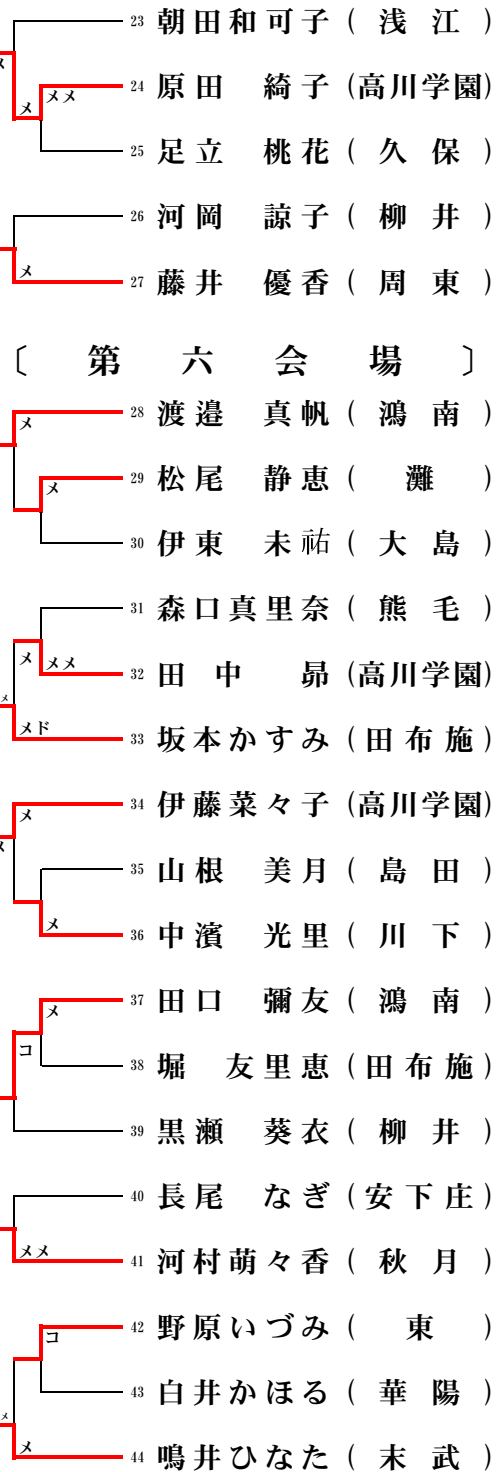 23 朝田和可子 ( 浅江 )
メ
24 原田 綺子 (高川学園)
メメ
メ
25 足立 桃花 ( 久保 )
26 河岡 諒子 ( 柳井 )
27 藤井 優香 ( 周東 )
メ
〔 第六会場 〕
28 渡邉 真帆 ( 鴻南 )
メ
29 松尾 静恵 ( 灘 )
メ
30 伊東 未祐 ( 大島 )
31 森口真里奈 ( 熊毛 )
メ メメ
32 田中 昴 (高川学園)
メ
メド
33 坂本かすみ ( 田布施 )
34 伊藤菜々子 (高川学園)
メ
メ
35 山根 美月 ( 島田 )
36 中濱 光里 ( 川下 )
メ
37 田口 彌友 ( 鴻南 )
メ
コ
38 堀 友里恵 ( 田布施 )
39 黒瀬 葵衣 ( 柳井 )
40 長尾 なぎ ( 安下庄 )
メメ
41 河村萌々香 ( 秋月 )
42 野原いづみ ( 東 )
コ
43 白井かほる ( 華陽 )
メ
メ
44 鳴井ひなた ( 末武 )